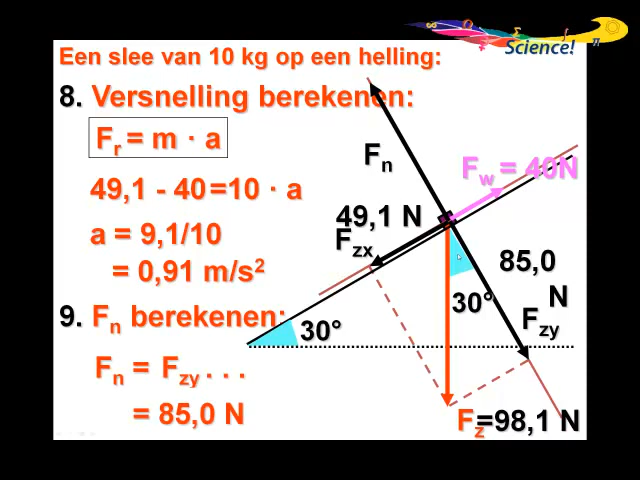 Science!
Een slee van 10 kg op een helling:
8. Versnelling berekenen:
Fr = m · a
49,1 - 40 = 10 · a
a = 9,1/10
= 0,91 m/s²
9. Fn berekenen:
Fn = Fzy . . .
= 85,0 N
Fn
Fw = 40N
49,1 N
Fzx
85,0
N
30°
Fzy
30°
Fz=98,1 N